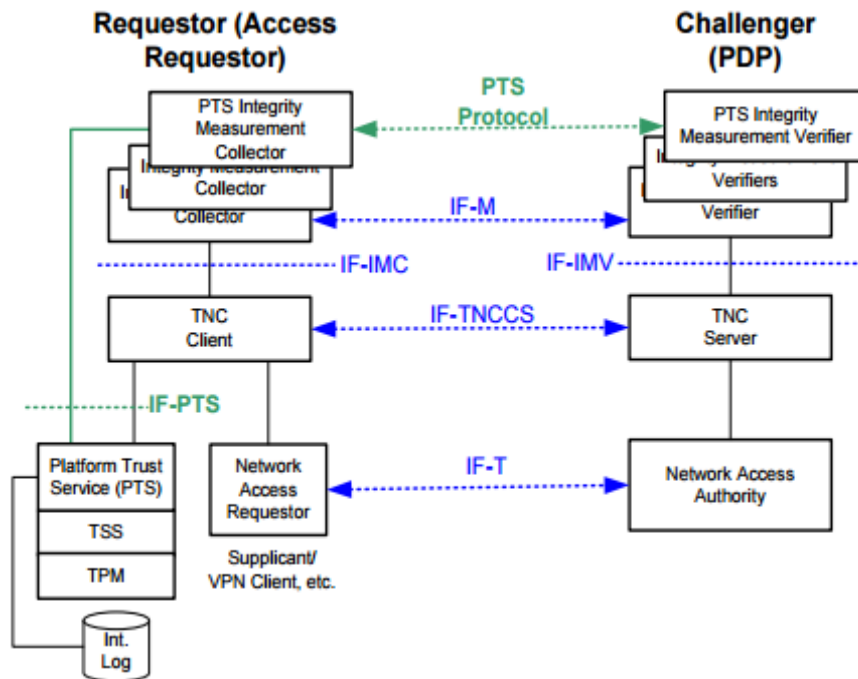 Requestor (Access
Requestor)
Challenger
(PDP)
PTS
Protocol
PTS Integrity
Measurement
Collector
PTS Integrity
Measurement Verifier
Integrity Measurement
Collector
Verifiers
Collector
IF-M
Verifier
IF-IMC
IF-IMV
TNC
Client
IF-TNCCS
TNC
Server
IF-PTS
Platform Trust
Service (PTS)
Network
Access
Requestor
IF-T
Network Access
Authority
TSS
TPM
Supplicant/
VPN Client, etc.
Int.
Log